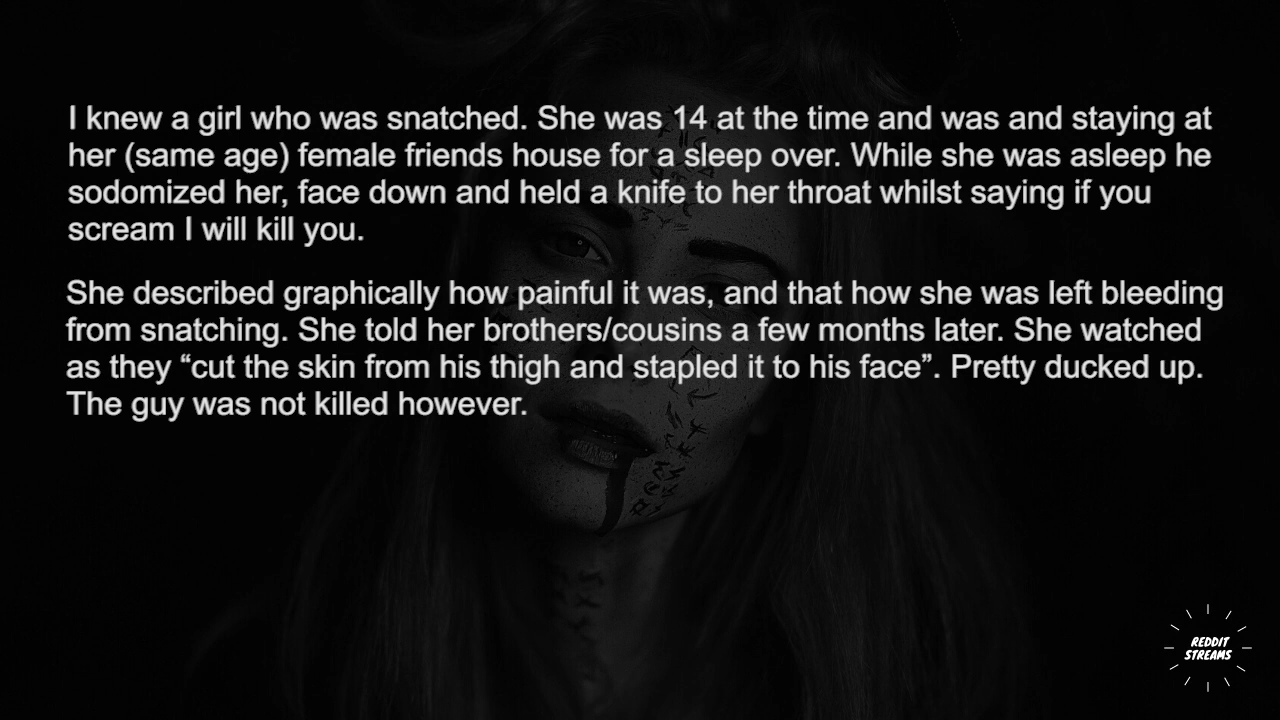 I knew a girl who was snatched. She was 14 at the time and was and staying at
her (same age) female friends house for a sleep over. While she was asleep he
sodomized her, face down and held a knife to her throat whilst saying if you
scream I will kill you.
She described graphically how painful it was, and that how she was left bleeding
from snatching. She told her brothers/cousins a few months later. She watched
as they “cut the skin from his thigh and stapled it to his face”. Pretty ducked up.
The guy was not killed however.
REDDIT
STREAMS